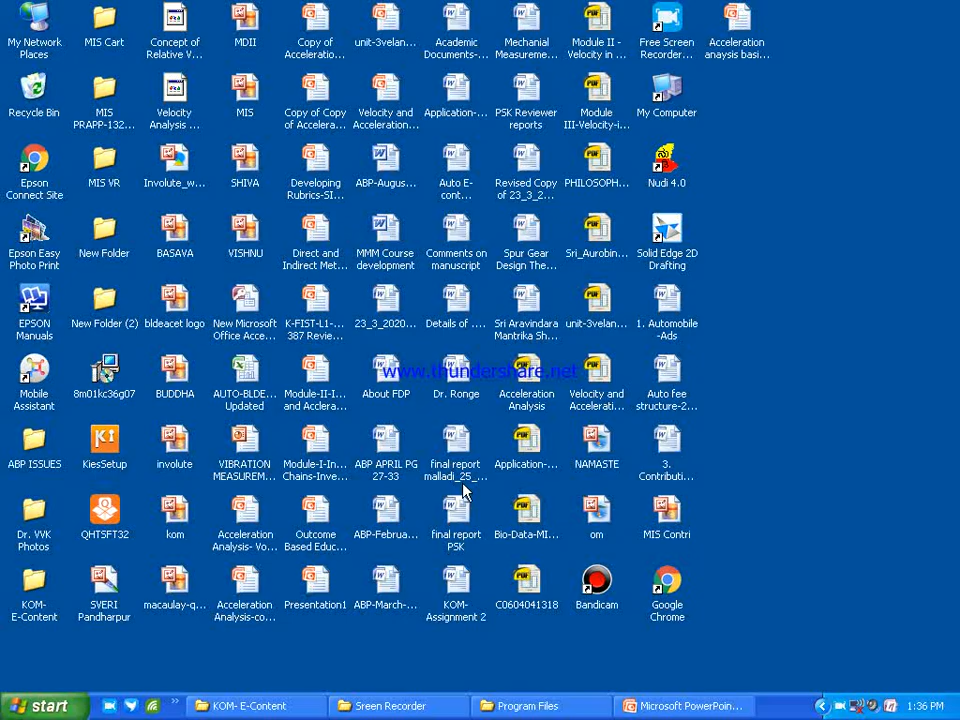 My Network
Places
MIS Cart
Concept of
Relative V...
MDII
Copy of
Acceleratio...
unit-3velan...
Academic
Documents-...
Mechanial
Measureme...
Module II -
Velocity in ...
Free Screen
Recorder...
Acceleration
anaysis basi...
Recycle Bin
MIS
PRAPP-132...
Velocity
Analysis ...
MIS
Copy of Copy
of Accelera...
Velocity and
Acceleration...
Application-...
PSK Reviewer
reports
Module
III-Velocity-i...
My Computer
Epson
Connect Site
MIS VR
Involute_w...
SHIVA
Developing
Rubrics-SI...
ABP-Augus...
Auto E-
cont...
Revised Copy
of 23_3_2...
PHILOSOPH...
Nudi 4.0
Epson Easy
Photo Print
New Folder
BASAVA
VISHNU
Direct and
Indirect Met...
MMM Course
development
Comments on
manuscript
Spur Gear
Design The...
Sri_Aurobin...
Solid Edge 2D
Drafting
EPSON
Manuals
New Folder (2)
bldeacet logo
New Microsoft
Office Acce...
K-FIST-L1-...
387 Revie...
23_3_2020...
Details of ....
Sri Aravindara
Mantrika Sh...
unit-3velan...
1. Automobile
-Ads
www.thundershare.net
Mobile
Assistant
8m01kc36g07
BUDDHA
AUTO-BLDE...
Updated
Module-II-I...
and Acclera...
About FDP
Dr. Ronge
Acceleration
Analysis
Velocity and
Accelerati...
Auto fee
structure-2...
ABP ISSUES
KiesSetup
involute
VIBRATION
MEASUREM...
Module-I-In...
Chains-Inve...
ABP APRIL PG
27-33
final report
malladi_25_...
Application-...
NAMASTE
3.
Contributi...
Dr. VVK
Photos
QHTSFT32
kom
Acceleration
Analysis- Vo...
Outcome
Based Educ...
ABP-Februa...
final report
PSK
Bio-Data-MI...
om
MIS Contri
KOM-
E-Content
SVERI
Pandharpur
macaulay-q...
Acceleration
Analysis-co...
Presentation1
ABP-March-...
KOM-
Assignment 2
C0604041318
Bandicam
Google
Chrome
start
KOM- E-Content
Sreen Recorder
Program Files
Microsoft PowerPoin...
1:36 PM